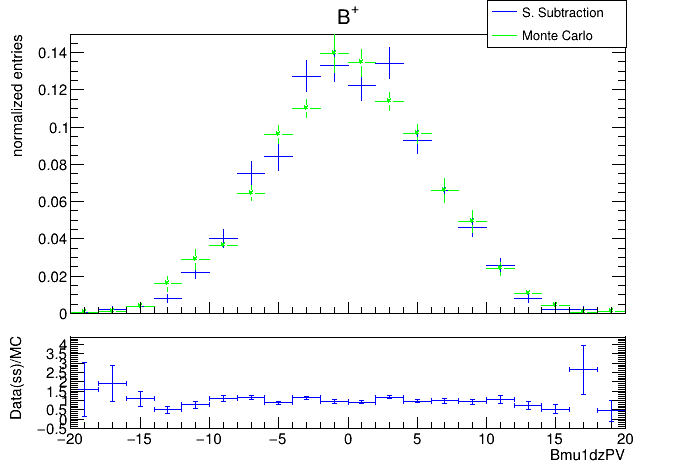 B⁺
S. Subtraction
Monte Carlo
normalized entries
0.14
0.12
0.1
0.08
0.06
0.04
0.02
0
Data(ss)/MC
4
3.5
3
2.5
2
1.5
1
0.5
0
−0.5
−20 −15 −10 −5 0 5 10 15 20
Bmu1dzPV